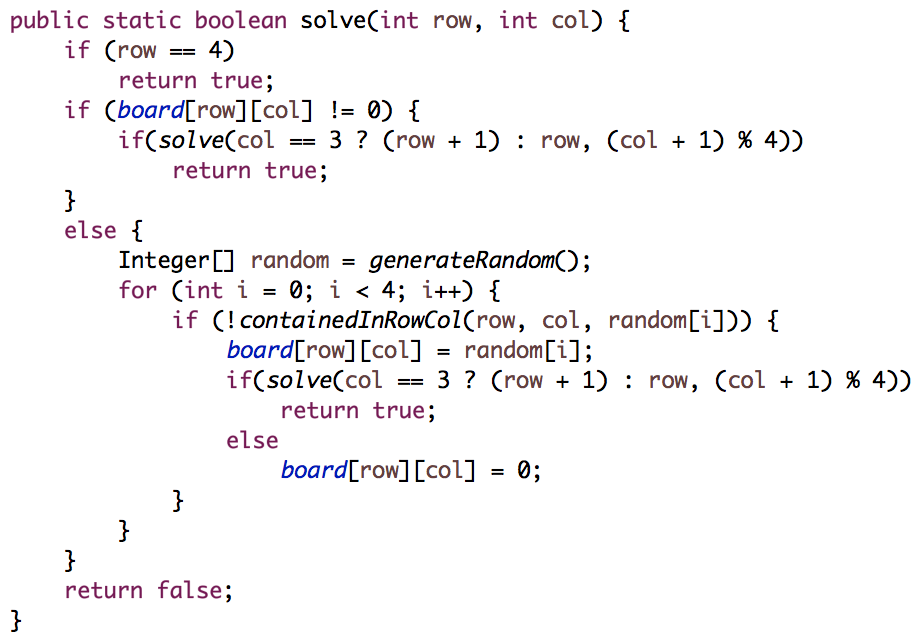 public static boolean solve(int row, int col) {
    if (row == 4)
        return true;
    if (board[row][col] != 0) {
        if(solve(col == 3 ? (row + 1) : row, (col + 1) % 4))
            return true;
    }
    else {
        Integer[] random = generateRandom();
        for (int i = 0; i < 4; i++) {
            if (!containedInRowCol(row, col, random[i])) {
                board[row][col] = random[i];
                if(solve(col == 3 ? (row + 1) : row, (col + 1) % 4))
                    return true;
                else
                    board[row][col] = 0;
            }
        }
    }
    return false;
}